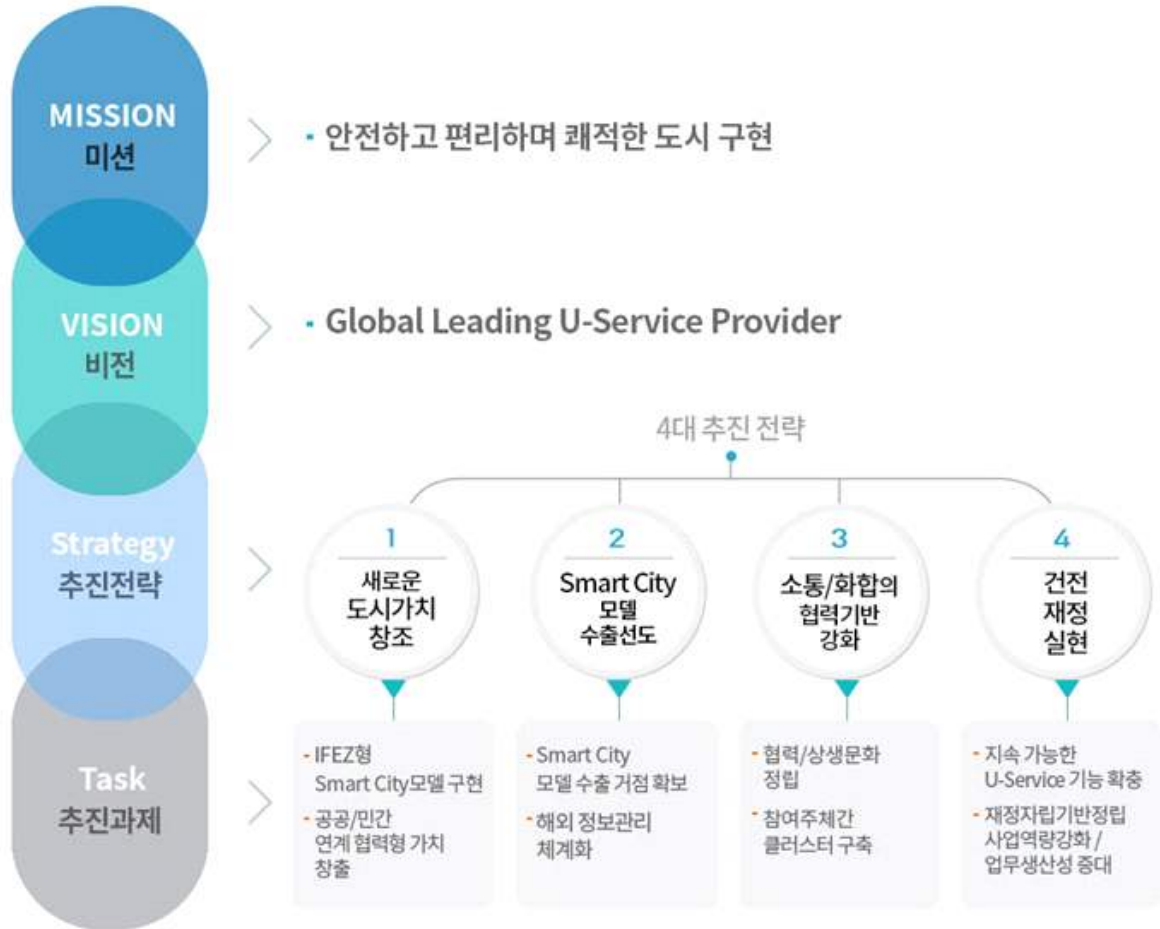 MISSION
미션
안전하고 편리하며 쾌적한 도시 구현
VISION
비전
Global Leading U-Service Provider
Strategy
추진전략
4대 추진 전략
1
새로운
도시가치
창조
2
Smart City
모델
수출선도
3
소통/화합의
협력기반
강화
4
건전
재정
실현
Task
추진과제
- IFEZ형
Smart City모델 구현
- 공공/민간
연계 협력형 가치
창출
- Smart City
모델 수출 거점 확보
- 해외 정보관리
체계화
- 협력/상생문화
정립
- 참여주체간
클러스터 구축
- 지속 가능한
U-Service 기능 확충
- 재정자립기반정립
사업역량강화 /
업무생산성 증대